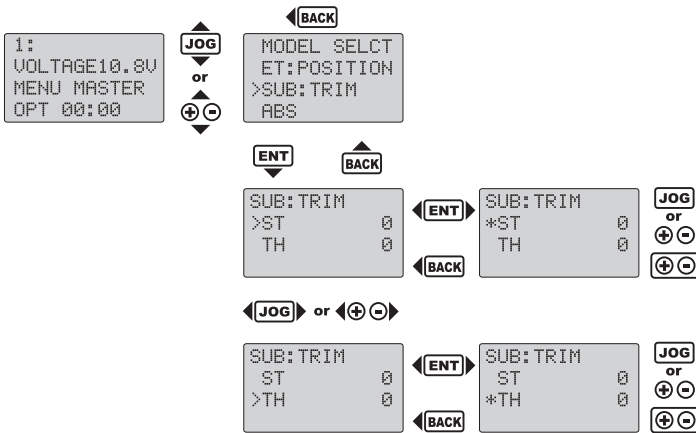 BACK
1:
VOLTAGE10.8V
MENU MASTER
OPT 00:00
JOG
or
+ -
MODEL SELCT
ET:POSITION
>SUB:TRIM
ABS
ENT
BACK
SUB:TRIM
>ST 0
TH 0
ENT
BACK
SUB:TRIM
*ST 0
TH 0
JOG
or
+ -
+ -
JOG or + -
SUB:TRIM
ST 0
>TH 0
ENT
BACK
SUB:TRIM
ST 0
*TH 0
JOG
or
+ -
+ -